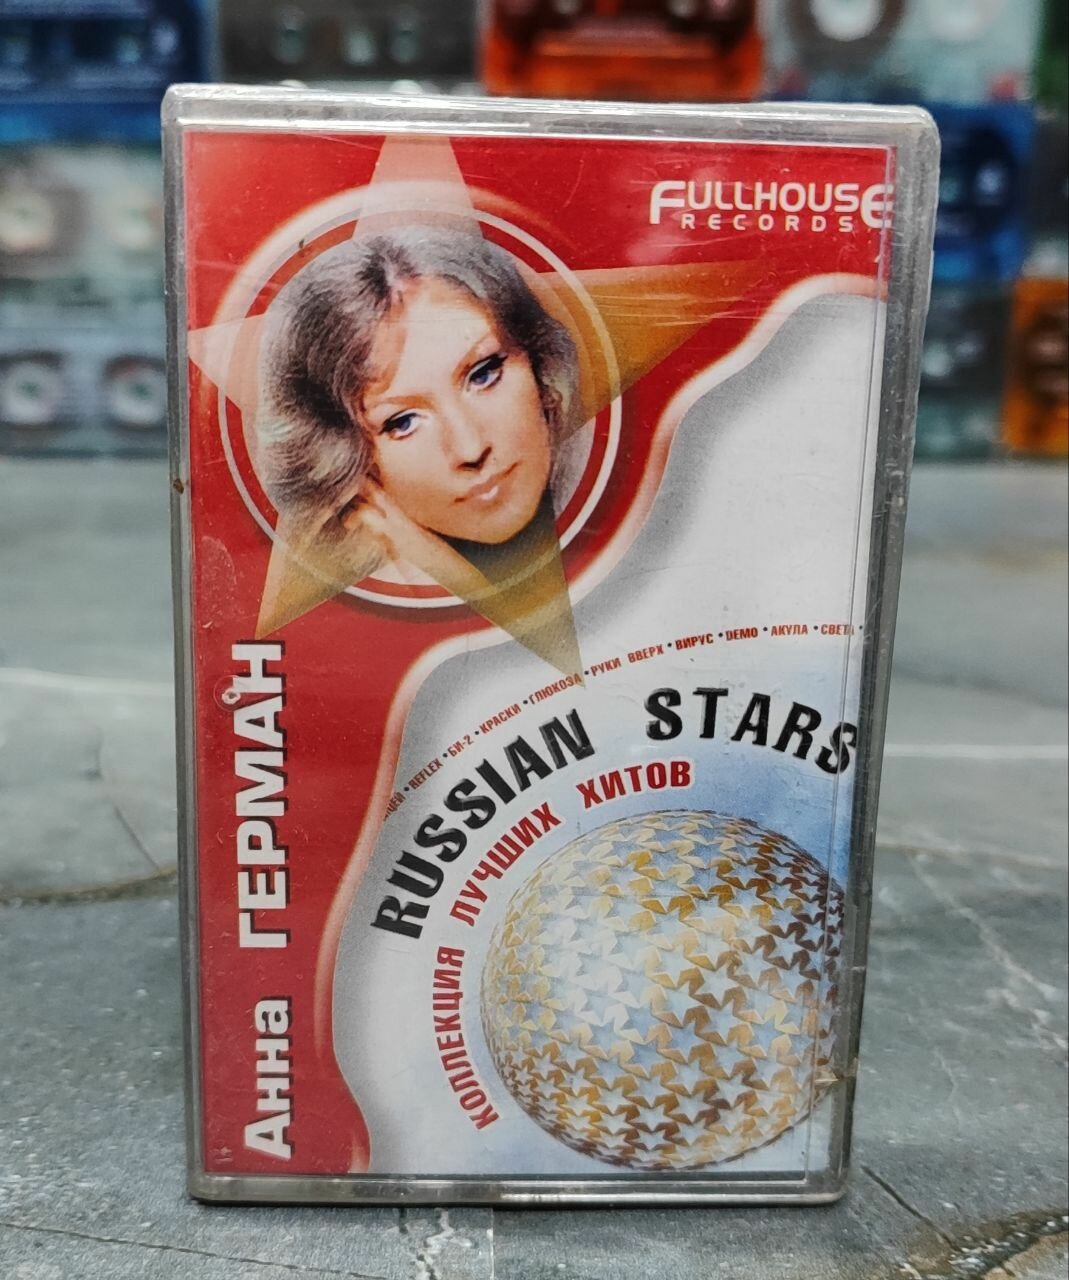 FULLHOUSE
RECORDS
Анна ГЕРМАН
• REFLEX • БИ-2 • КРАСКИ • ГЛЮКОЗА • РУКИ ВВЕРХ • ВИРУС • DEMO • АКУЛА • СВЕТА •
RUSSIAN STARS
КОЛЛЕКЦИЯ ЛУЧШИХ ХИТОВ